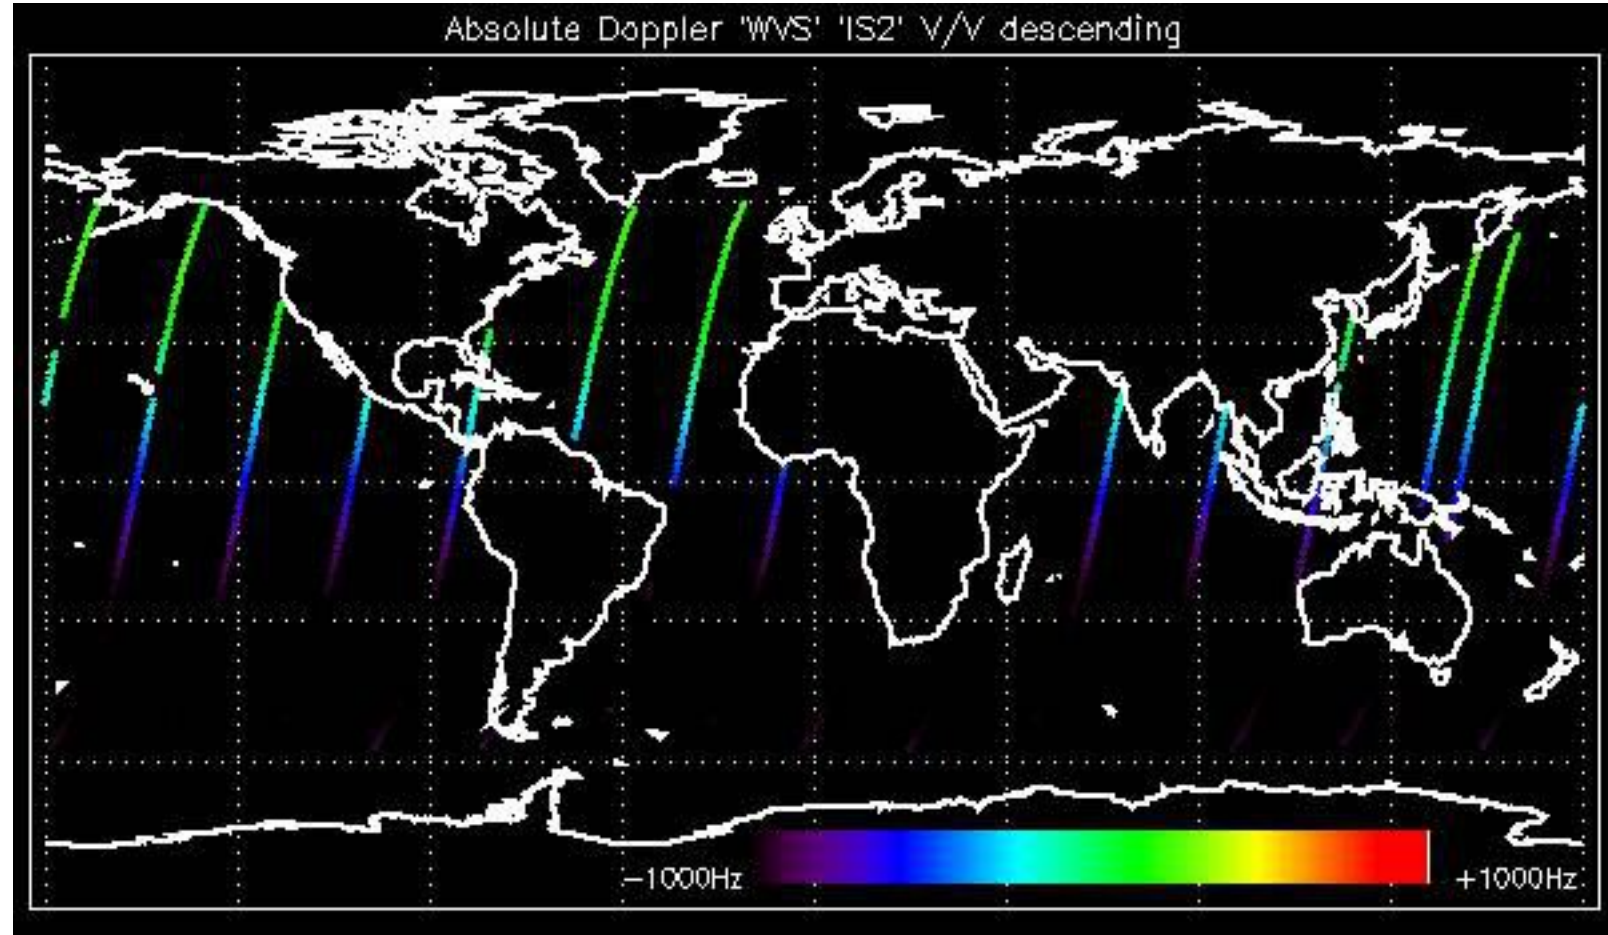 Absolute Doppler 'WVS' 'IS2' V/V descending
−1000Hz
+1000Hz